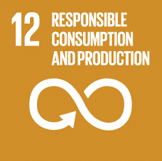 12 RESPONSIBLE
CONSUMPTION
AND PRODUCTION